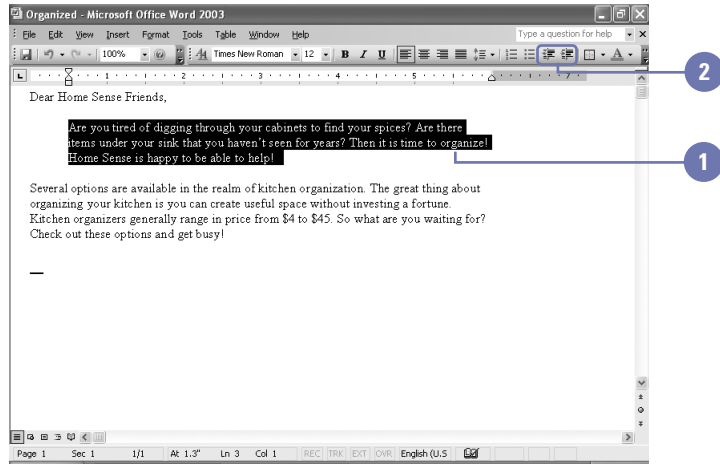 Organized - Microsoft Office Word 2003
File Edit View Insert Format Tools Table Window Help Type a question for help
100% Times New Roman 12 B I U A
1 2 3 4 5 7
2
Dear Home Sense Friends,
Are you tired of digging through your cabinets to find your spices? Are there
items under your sink that you haven't seen for years? Then it is time to organize!
Home Sense is happy to be able to help!
1
Several options are available in the realm of kitchen organization. The great thing about
organizing your kitchen is you can create useful space without investing a fortune.
Kitchen organizers generally range in price from $4 to $45. So what are you waiting for?
Check out these options and get busy!
Page 1 Sec 1 1/1 At 1.3" Ln 3 Col 1 REC TRK EXT OVR English (U.S